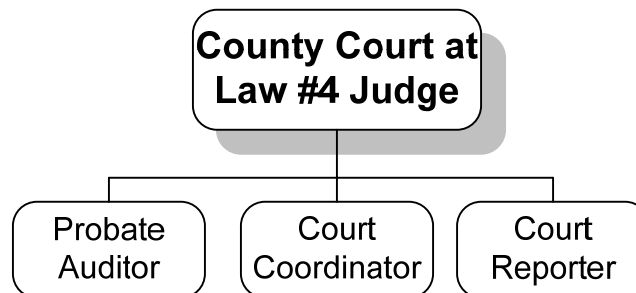 County Court at
Law #4 Judge
Probate
Auditor
Court
Coordinator
Court
Reporter